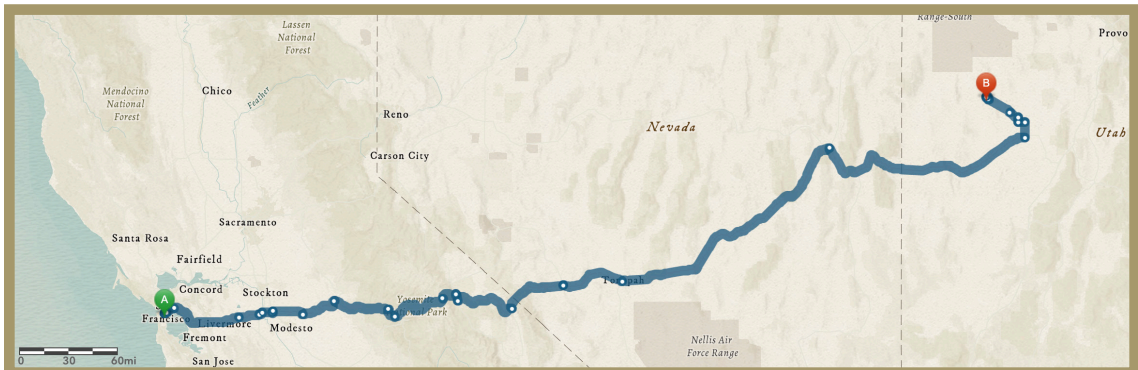 Range-South
Provo
Lassen
National
Forest
Chico
Mendocino
National
Forest
Feather
B
Reno
Nevada
Utah
Carson City
Sacramento
Santa Rosa
Fairfield
Concord
Stockton
A
Francisco
Livermore
Modesto
Fremont
San Jose
Yosemite
National Park
Tonopah
Nellis Air
Force Range
0 30 60mi